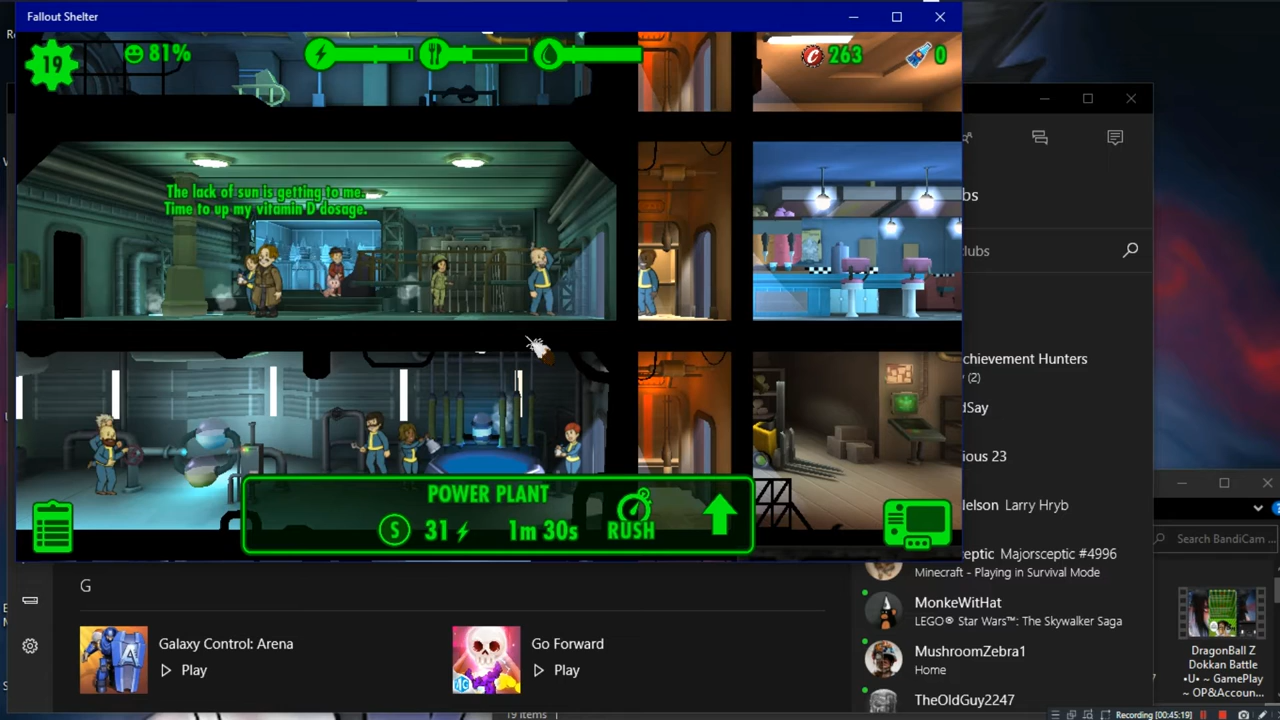 Fallout Shelter
19
81%
263
0
The lack of sun is getting to me.
Time to up my vitamin D dosage.
POWER PLANT
S 31 1m 30s RUSH
bs
clubs
chievement Hunters
(2)
dSay
ious 23
elson Larry Hryb
eptic Majorsceptic #4996
Minecraft - Playing in Survival Mode
MonkeWitHat
LEGO® Star Wars™: The Skywalker Saga
MushroomZebra1
Home
TheOldGuy2247
G
Galaxy Control: Arena
Play
Go Forward
Play
Search BandiCam ...
DragonBall Z
Dokkan Battle
•U• ~ GamePlay
~ OP&Accoun...
19 items
Recording [00:45:19]